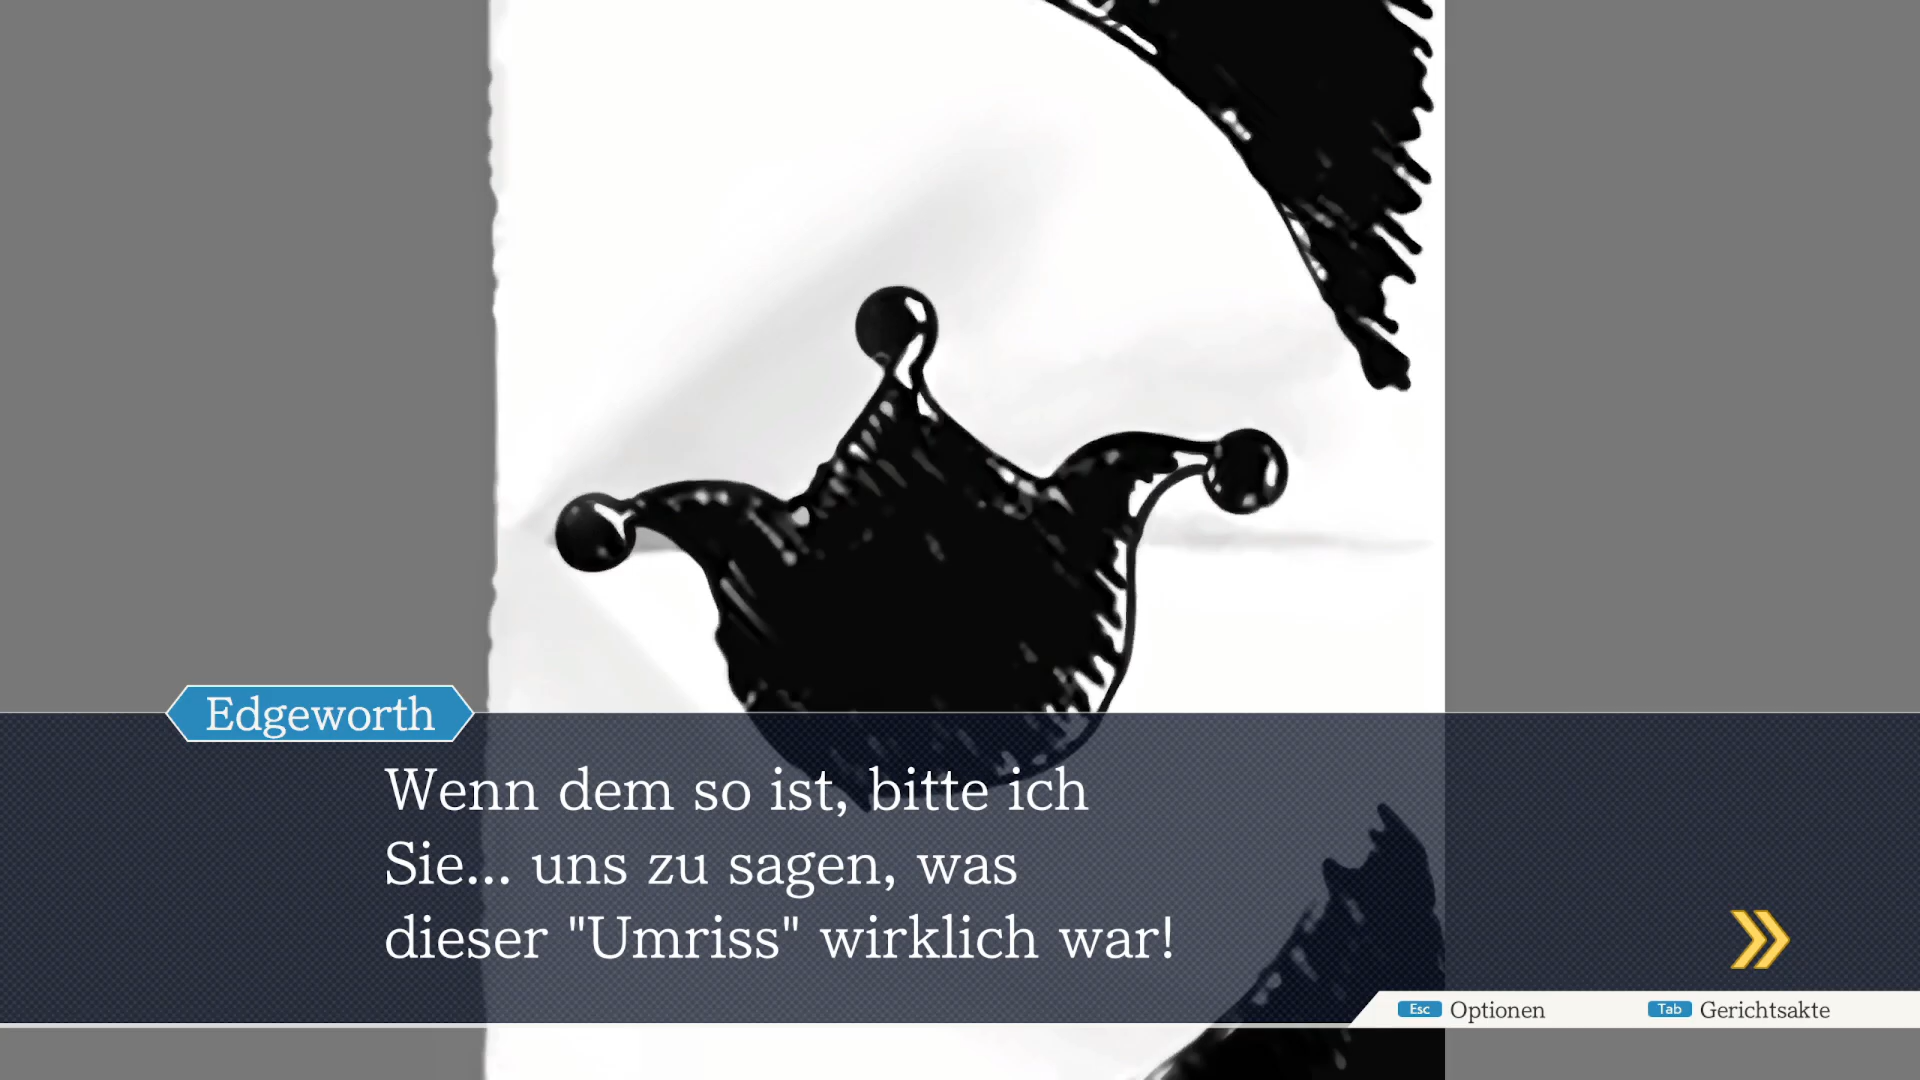 Edgeworth
Wenn dem so ist, bitte ich
Sie... uns zu sagen, was
dieser "Umriss" wirklich war!
Esc Optionen Tab Gerichtsakte